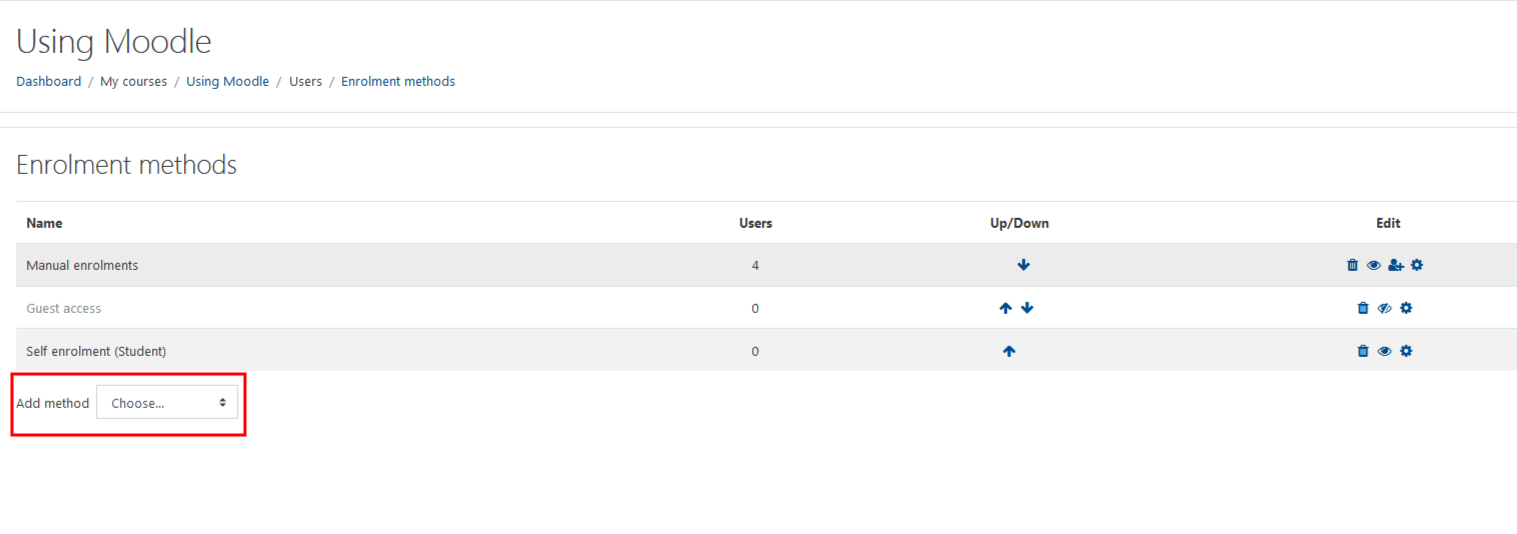 Using Moodle
Dashboard / My courses / Using Moodle / Users / Enrolment methods
Enrolment methods
Name Users Up/Down Edit
Manual enrolments 4
Guest access 0
Self enrolment (Student) 0
Add method Choose...